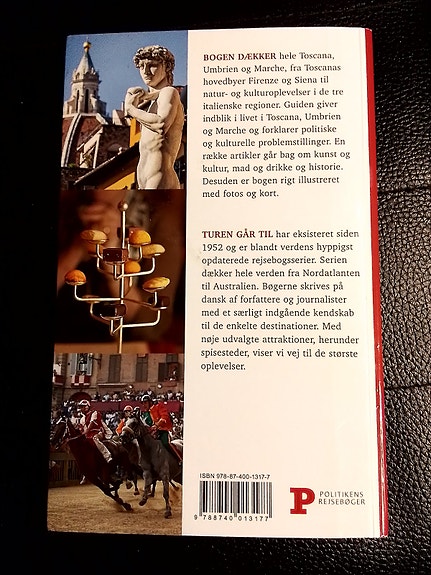 BOGEN DÆKKER hele Toscana,
Umbrien og Marche, fra Toscanas
hovedbyer Firenze og Siena til
natur- og kulturoplevelser i de tre
italienske regioner. Guiden giver
indblik i livet i Toscana, Umbrien
og Marche og forklarer politiske
og kulturelle problemstillinger. En
række artikler går bag om kunst og
kultur, mad og drikke og historie.
Desuden er bogen rigt illustreret
med fotos og kort.
TUREN GÅR TIL har eksisteret siden
1952 og er blandt verdens hyppigst
opdaterede rejsebogsserier. Serien
dækker hele verden fra Nordatlanten
til Australien. Bøgerne skrives på
dansk af forfattere og journalister
med et særligt indgående kendskab
til de enkelte destinationer. Med
nøje udvalgte attraktioner, herunder
spisesteder, viser vi vej til de største
oplevelser.
ISBN 978-87-400-1317-7
9 788740 013177
P POLITIKENS
REJSEBØGER